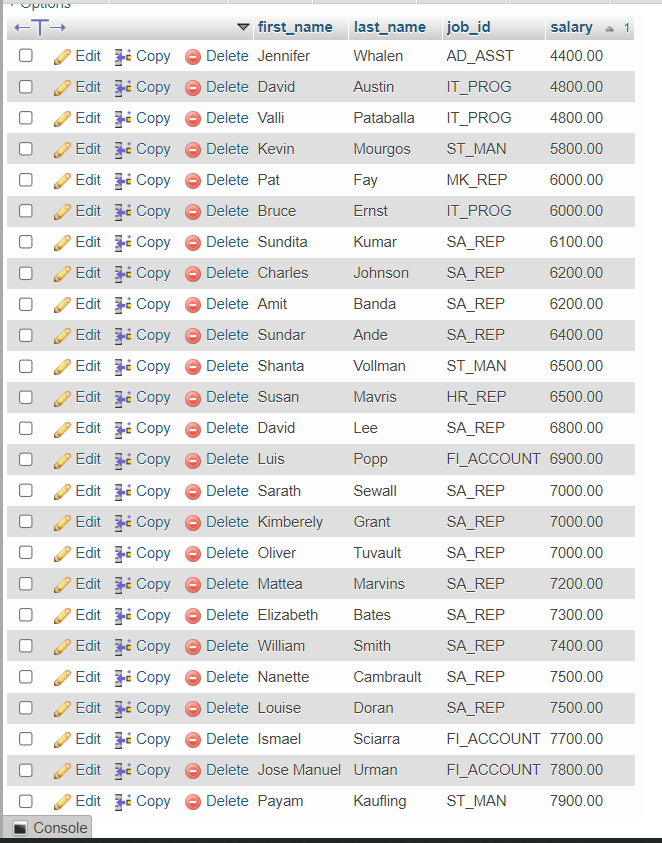 Options
first_name last_name job_id salary 1
Edit Copy Delete Jennifer Whalen AD_ASST 4400.00
Edit Copy Delete David Austin IT_PROG 4800.00
Edit Copy Delete Valli Pataballa IT_PROG 4800.00
Edit Copy Delete Kevin Mourgos ST_MAN 5800.00
Edit Copy Delete Pat Fay MK_REP 6000.00
Edit Copy Delete Bruce Ernst IT_PROG 6000.00
Edit Copy Delete Sundita Kumar SA_REP 6100.00
Edit Copy Delete Charles Johnson SA_REP 6200.00
Edit Copy Delete Amit Banda SA_REP 6200.00
Edit Copy Delete Sundar Ande SA_REP 6400.00
Edit Copy Delete Shanta Vollman ST_MAN 6500.00
Edit Copy Delete Susan Mavris HR_REP 6500.00
Edit Copy Delete David Lee SA_REP 6800.00
Edit Copy Delete Luis Popp FI_ACCOUNT 6900.00
Edit Copy Delete Sarath Sewall SA_REP 7000.00
Edit Copy Delete Kimberely Grant SA_REP 7000.00
Edit Copy Delete Oliver Tuvault SA_REP 7000.00
Edit Copy Delete Mattea Marvins SA_REP 7200.00
Edit Copy Delete Elizabeth Bates SA_REP 7300.00
Edit Copy Delete William Smith SA_REP 7400.00
Edit Copy Delete Nanette Cambrault SA_REP 7500.00
Edit Copy Delete Louise Doran SA_REP 7500.00
Edit Copy Delete Ismael Sciarra FI_ACCOUNT 7700.00
Edit Copy Delete Jose Manuel Urman FI_ACCOUNT 7800.00
Edit Copy Delete Payam Kaufling ST_MAN 7900.00
Console